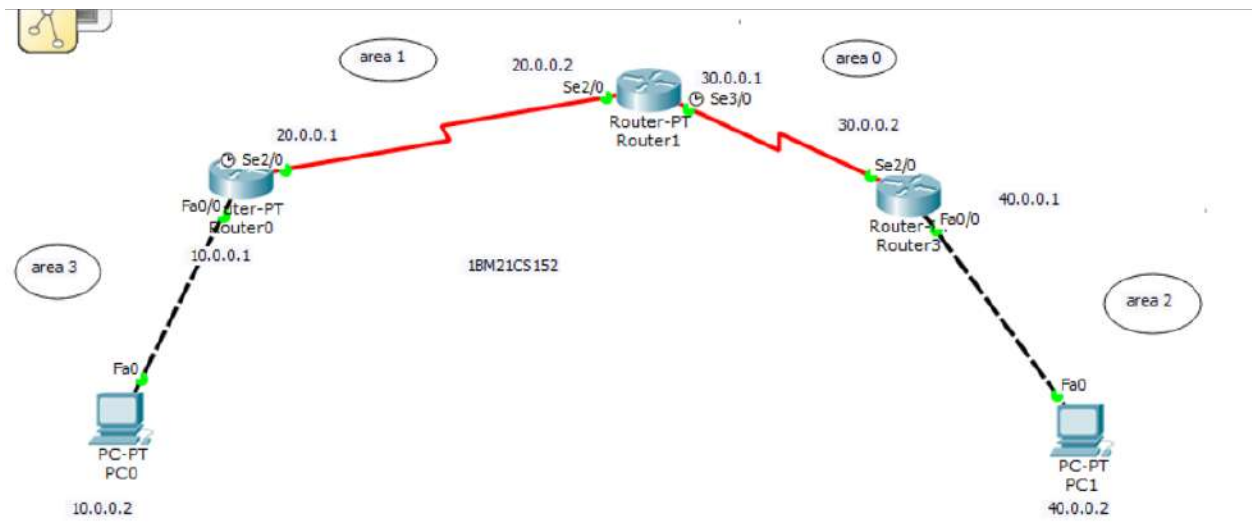 area 1
area 0
20.0.0.2
Se2/0
30.0.0.1
Se3/0
Router-PT
Router1
30.0.0.2
20.0.0.1
Se2/0
Se2/0
40.0.0.1
Fa0/0
uter-PT
Router0
Router-...
Fa0/0
Router3
10.0.0.1
area 3
1BM21CS152
area 2
Fa0
Fa0
PC-PT
PC0
PC-PT
PC1
10.0.0.2
40.0.0.2